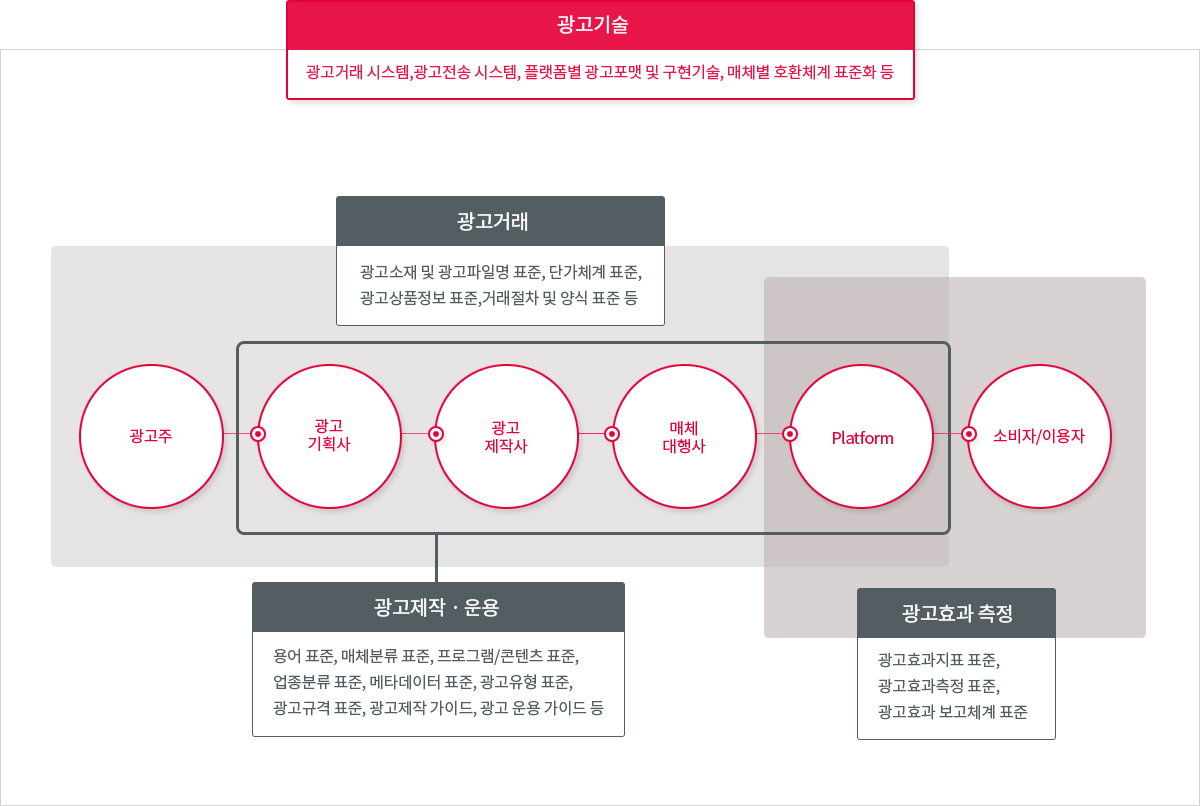 광고기술
광고거래 시스템,광고전송 시스템, 플랫폼별 광고포맷 및 구현기술, 매체별 호환체계 표준화 등
광고거래
광고소재 및 광고파일명 표준, 단가체계 표준,
광고상품정보 표준,거래절차 및 양식 표준 등
광고주
광고
기획사
광고
제작사
매체
대행사
Platform
소비자/이용자
광고제작 · 운용
용어 표준, 매체분류 표준, 프로그램/콘텐츠 표준,
업종분류 표준, 메타데이터 표준, 광고유형 표준,
광고규격 표준, 광고제작 가이드, 광고 운용 가이드 등
광고효과 측정
광고효과지표 표준,
광고효과측정 표준,
광고효과 보고체계 표준